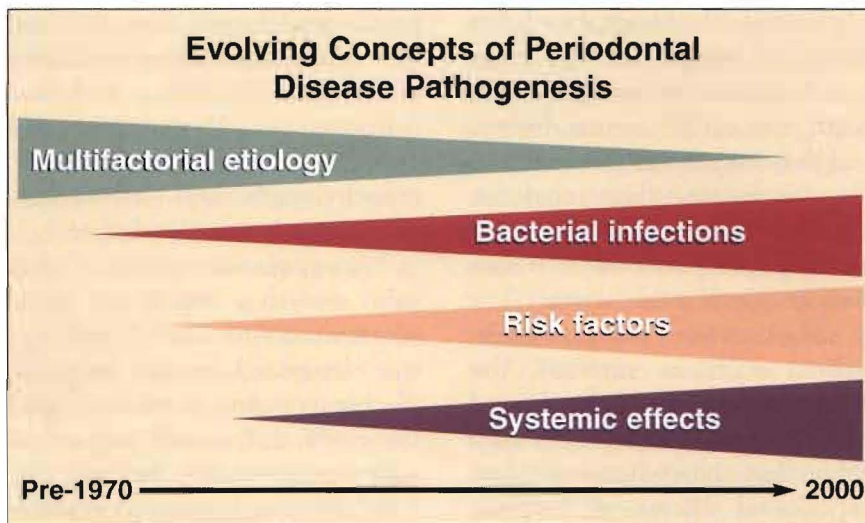 Evolving Concepts of Periodontal
Disease Pathogenesis
Multifactorial etiology
Bacterial infections
Risk factors
Systemic effects
Pre-1970 2000